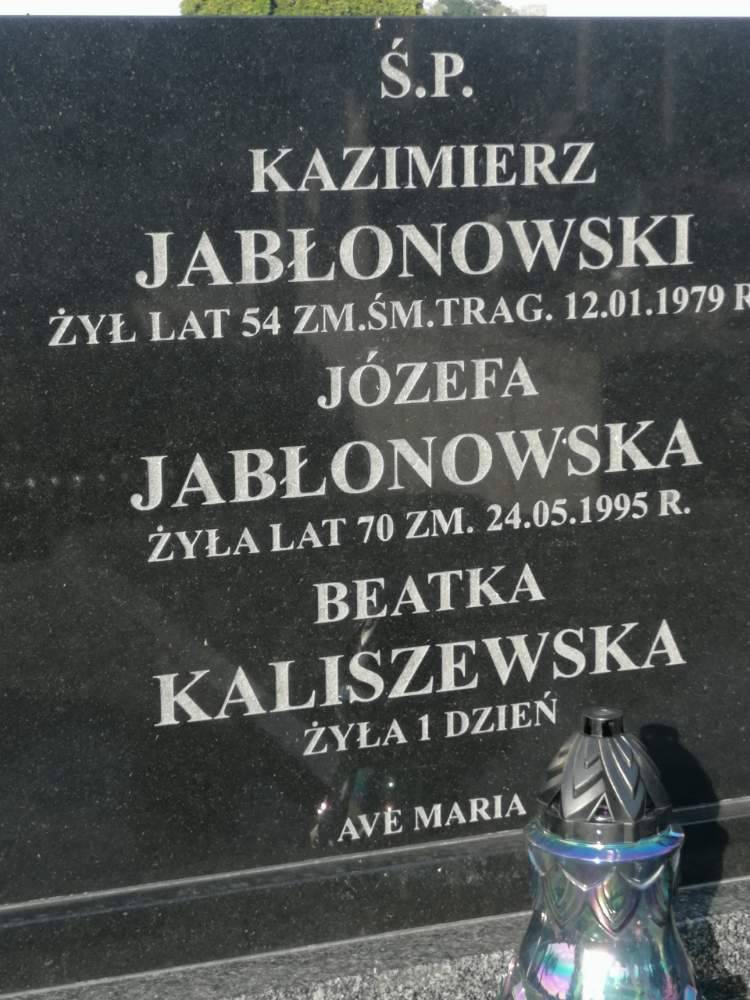 Ś.P.
KAZIMIERZ
JABŁONOWSKI
ŻYŁ LAT 54 ZM.ŚM.TRAG. 12.01.1979 R
JÓZEFA
JABŁONOWSKA
ŻYŁA LAT 70 ZM. 24.05.1995 R.
BEATKA
KALISZEWSKA
ŻYŁA 1 DZIEŃ
AVE MARIA